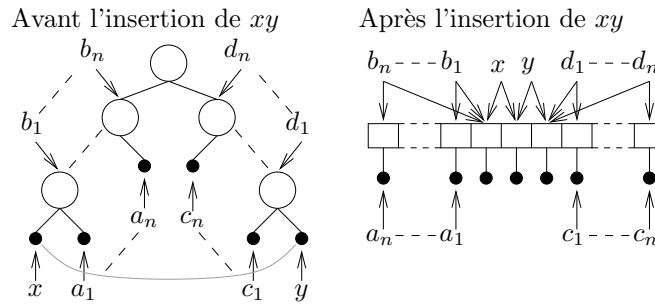 Avant l'insertion de xy
Après l'insertion de xy
b_n d_n
b_1 d_1
a_n c_n
x a_1 c_1 y
b_n b_1 x y d_1 d_n
a_n a_1 c_1 c_n